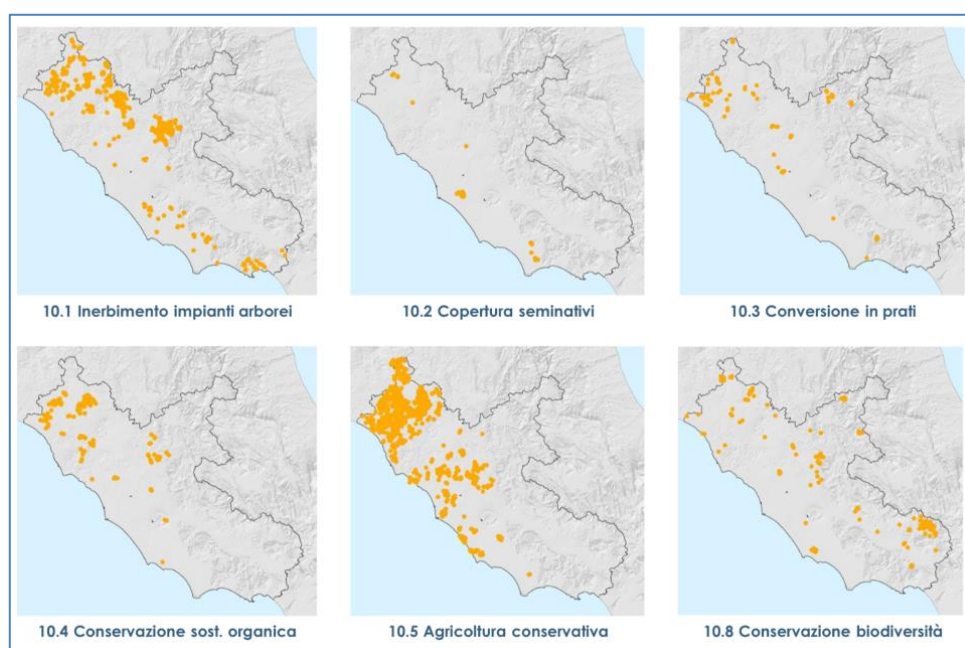 10.1 Inerbimento impianti arborei
10.2 Copertura seminativi
10.3 Conversione in prati
10.4 Conservazione sost. organica
10.5 Agricoltura conservativa
10.8 Conservazione biodiversità